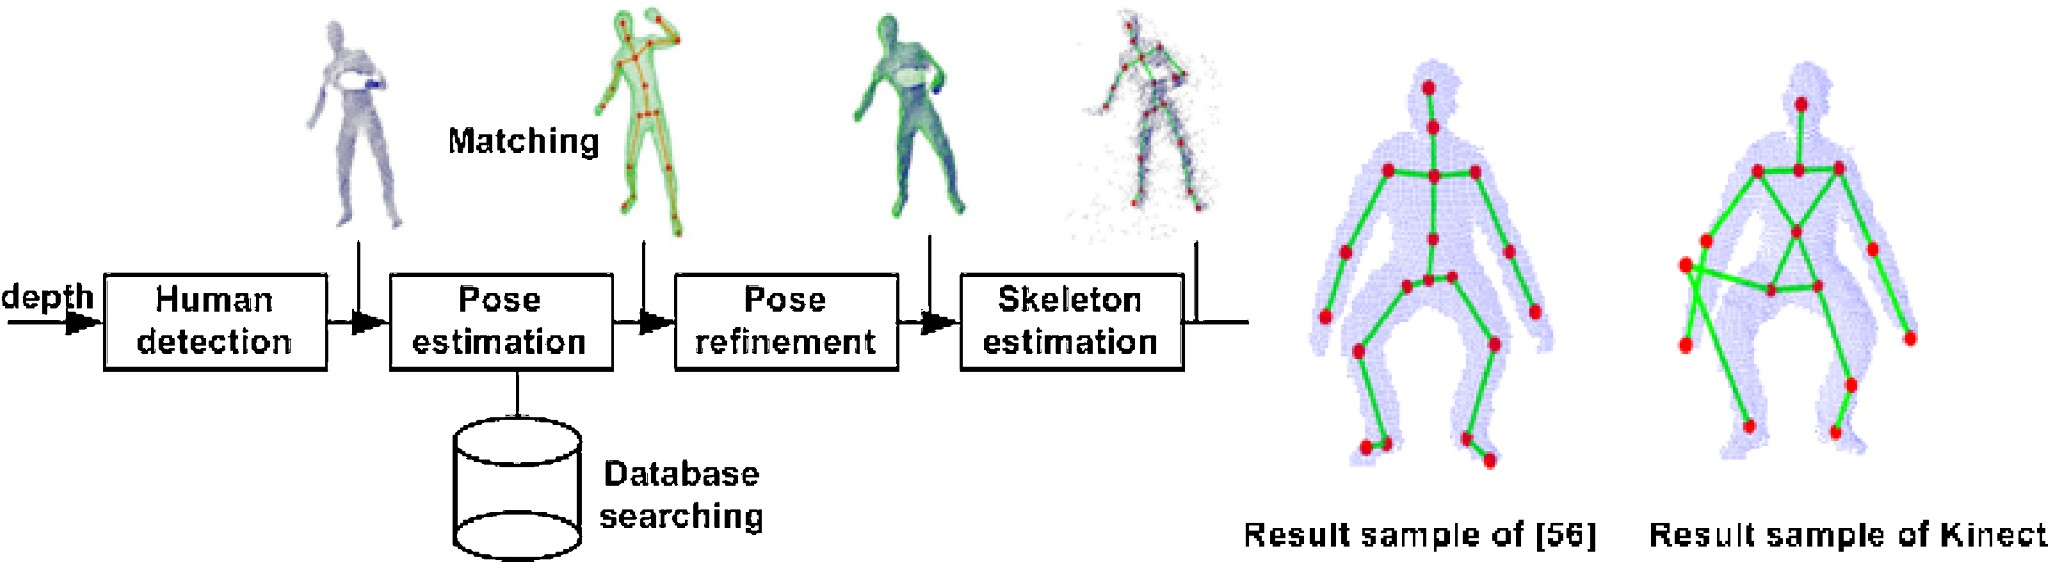 Matching
depth
Human
detection
Pose
estimation
Pose
refinement
Skeleton
estimation
Database
searching
Result sample of [56]
Result sample of Kinect